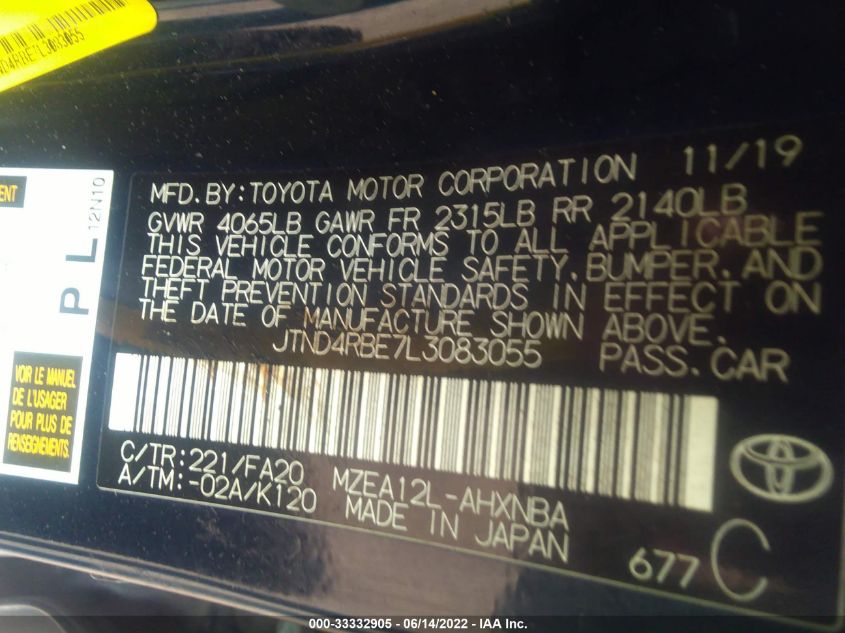 ND4RBE7L3083055
MENT
P L
12N10
VOIR LE MANUEL
DE L'USAGER
POUR PLUS DE
RENSEIGNEMENTS.
MFD. BY: TOYOTA MOTOR CORPORATION 11/19
GVWR 4065LB GAWR FR 2315LB RR 2140LB
THIS VEHICLE CONFORMS TO ALL APPLICABLE
FEDERAL MOTOR VEHICLE SAFETY, BUMPER, AND
THEFT PREVENTION STANDARDS IN EFFECT ON
THE DATE OF MANUFACTURE SHOWN ABOVE.
JTND4RBE7L3083055 PASS. CAR
C/TR: 221/FA20
A/TM: -02A/K120
MZEA12L-AHXNBA
MADE IN JAPAN
677 C
000-33332905 - 06/14/2022 - IAA Inc.